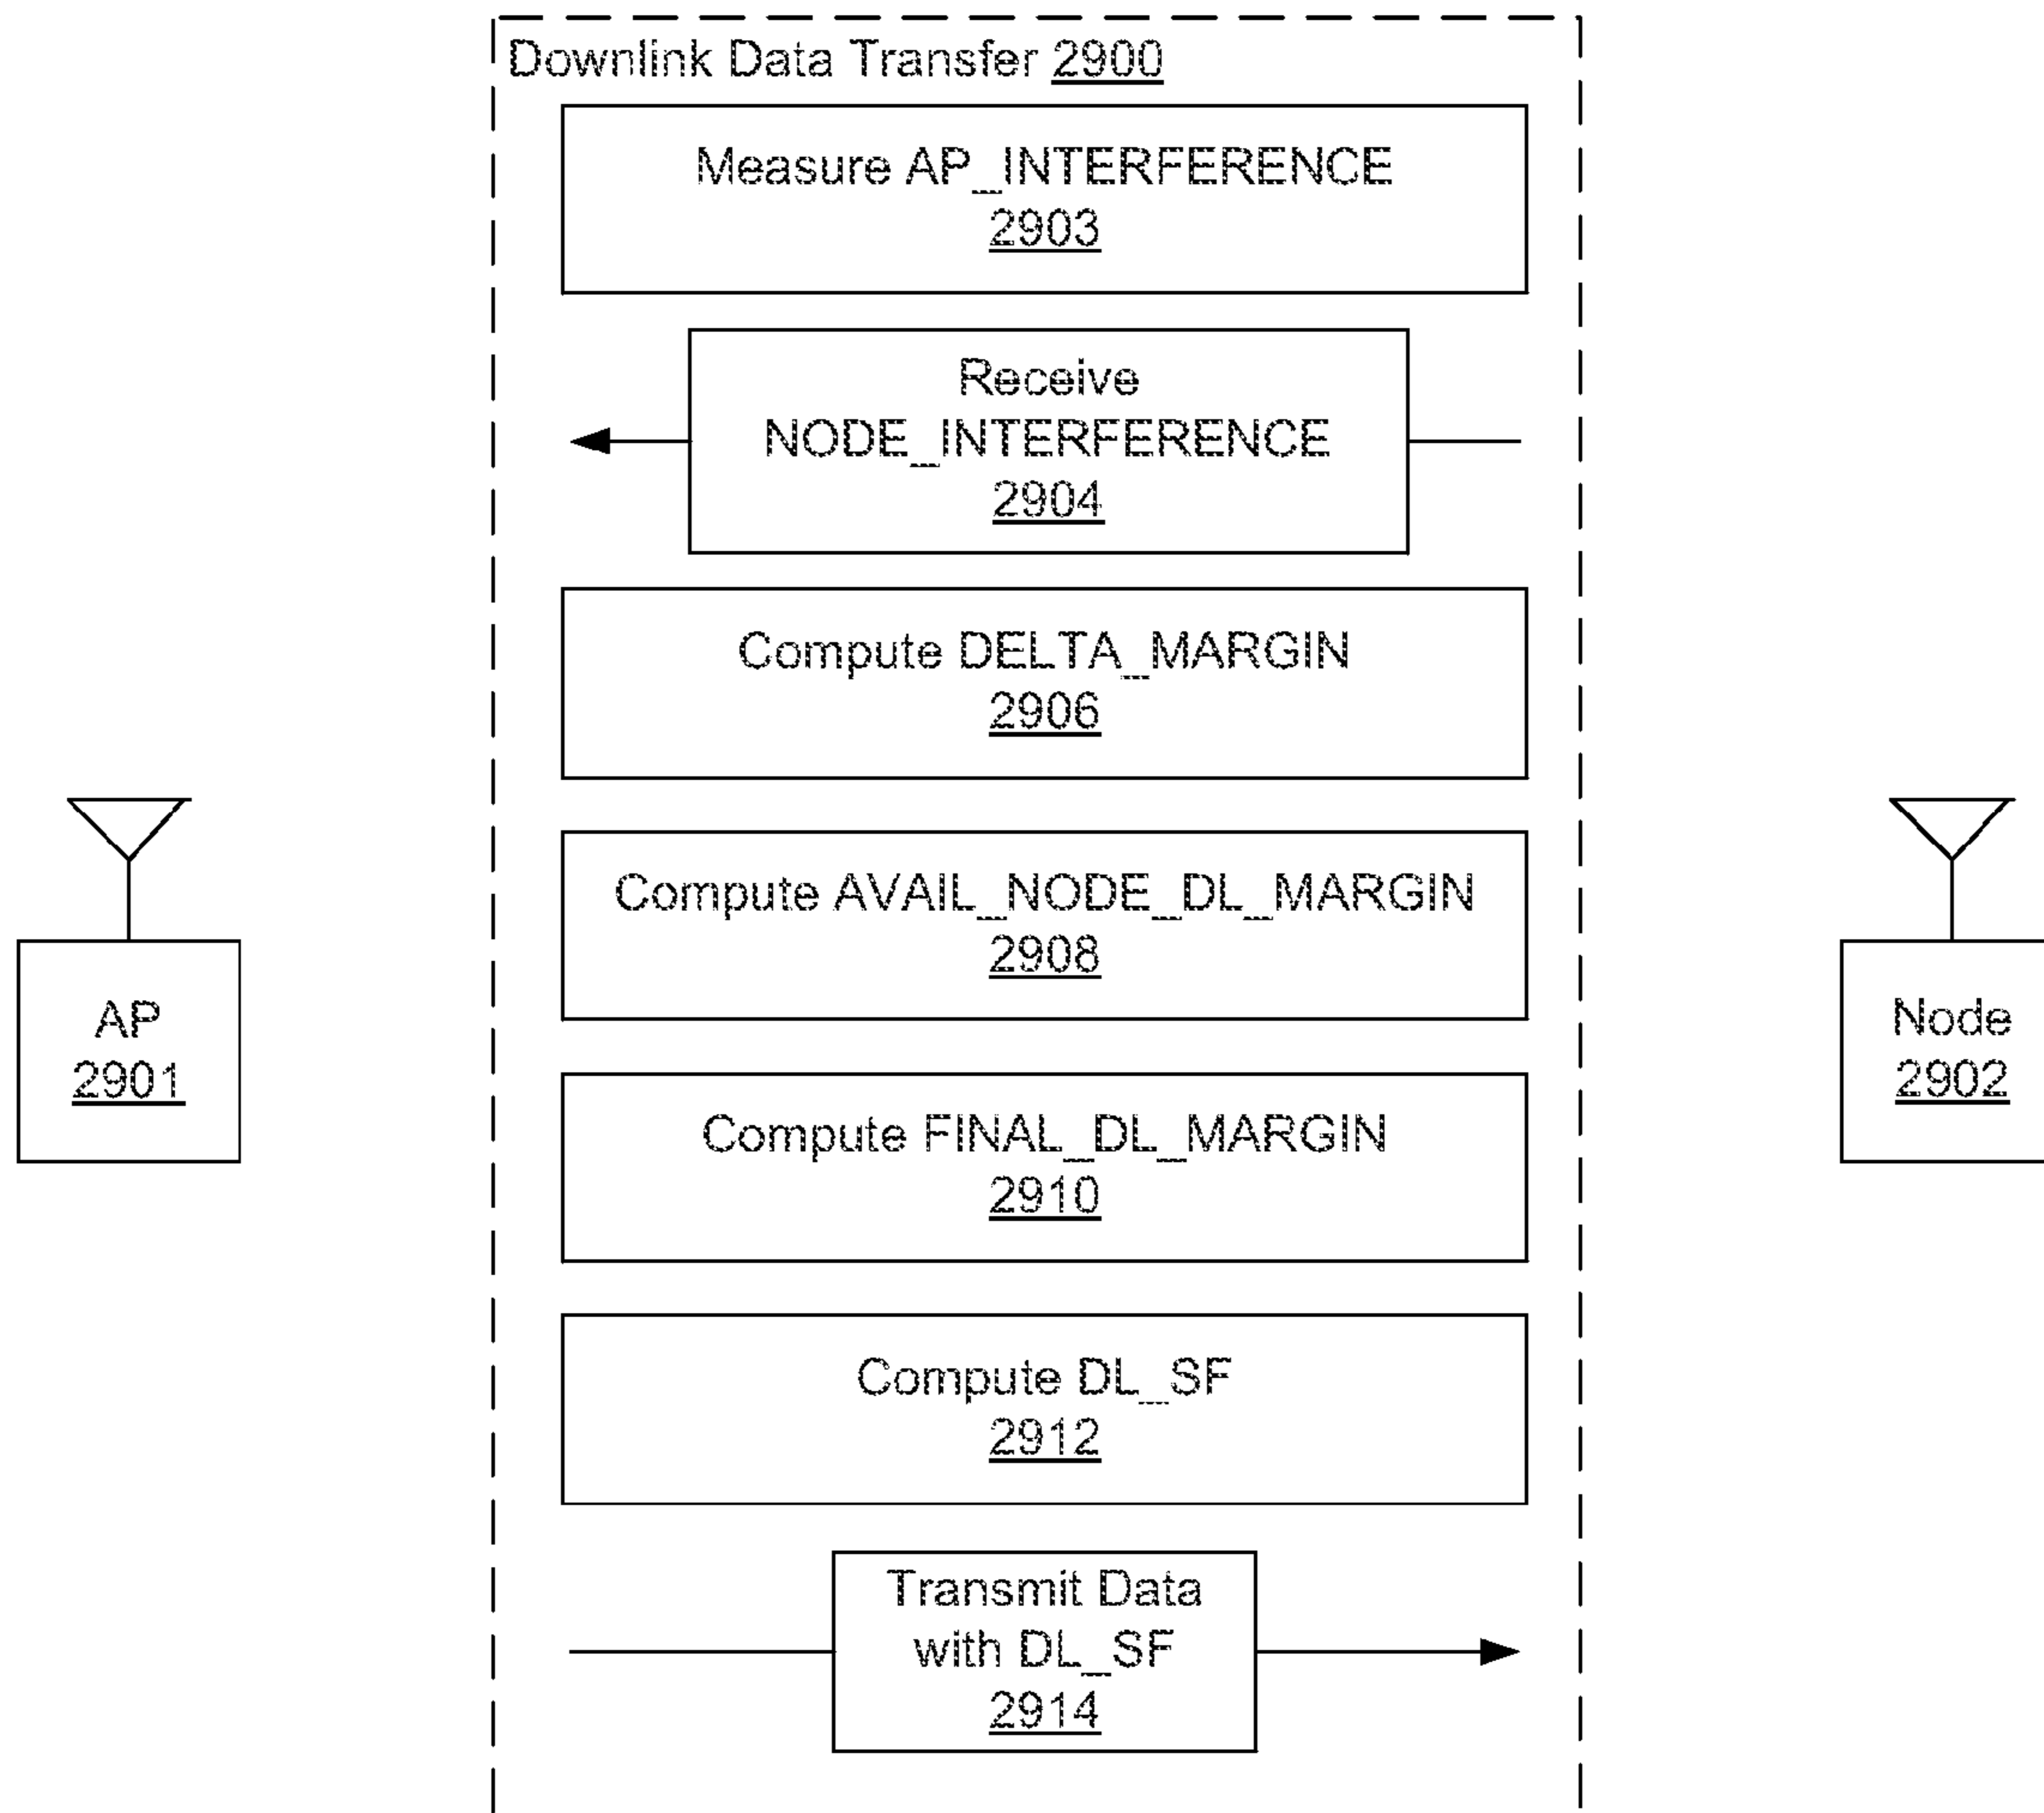 Downlink Data Transfer 2900
Measure AP_INTERFERENCE
2903
Receive
NODE_INTERFERENCE
2904
Compute DELTA_MARGIN
2906
Compute AVAIL_NODE_DL_MARGIN
2908
AP
2901
Node
2902
Compute FINAL_DL_MARGIN
2910
Compute DL_SF
2912
Transmit Data
with DL_SF
2914